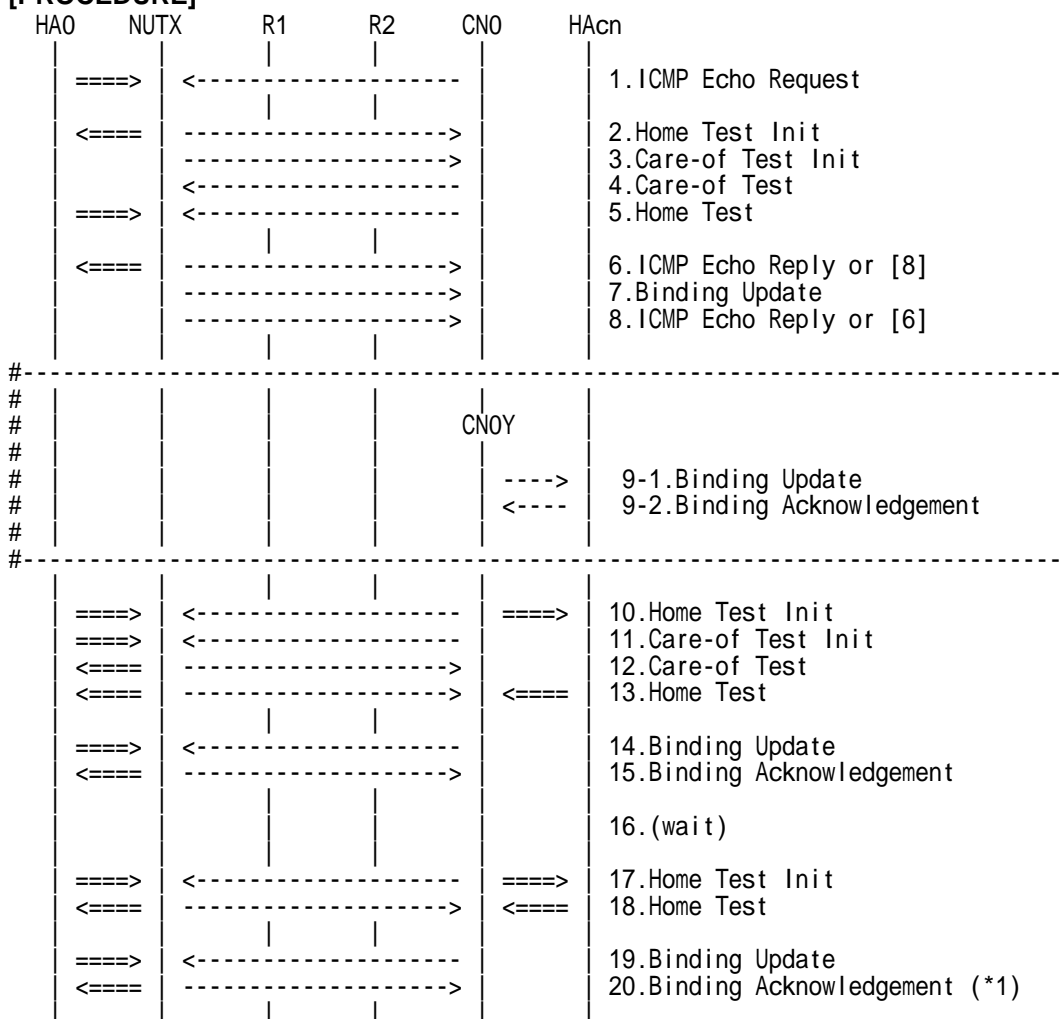 [PROCEDURE]
HA0 NUTX R1 R2 CN0 HAcn
====> <-------------------- 1.ICMP Echo Request
<==== --------------------> 2.Home Test Init
--------------------> 3.Care-of Test Init
<-------------------- 4.Care-of Test
====> <-------------------- 5.Home Test
<==== --------------------> 6.ICMP Echo Reply or [8]
--------------------> 7.Binding Update
--------------------> 8.ICMP Echo Reply or [6]
#
#
# CN0Y
#
# ----> 9-1.Binding Update
# <---- 9-2.Binding Acknowledgement
#
#
====> <-------------------- ====> 10.Home Test Init
====> <-------------------- 11.Care-of Test Init
<==== --------------------> 12.Care-of Test
<==== --------------------> <==== 13.Home Test
====> <-------------------- 14.Binding Update
<==== --------------------> 15.Binding Acknowledgement
16.(wait)
====> <-------------------- ====> 17.Home Test Init
<==== --------------------> <==== 18.Home Test
====> <-------------------- 19.Binding Update
<==== --------------------> 20.Binding Acknowledgement (*1)